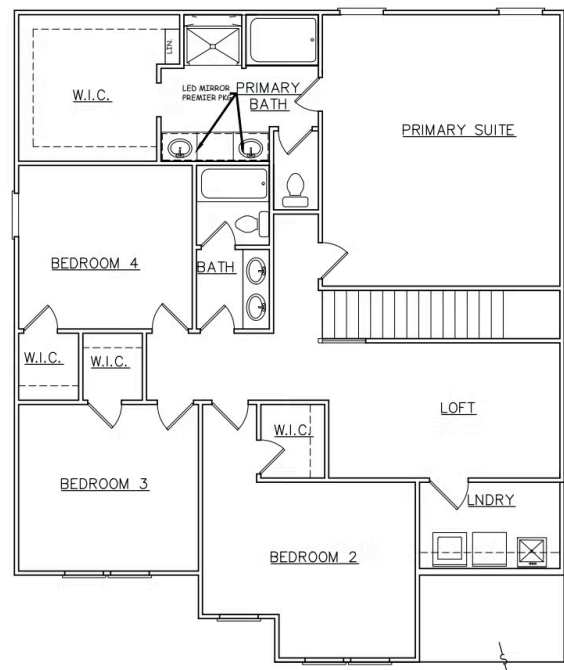 LIN.
W.I.C.
LED MIRROR
PREMIER PKG
PRIMARY
BATH
PRIMARY SUITE
BEDROOM 4
BATH
W.I.C.
W.I.C.
LOFT
W.I.C.
BEDROOM 3
LNDRY
BEDROOM 2